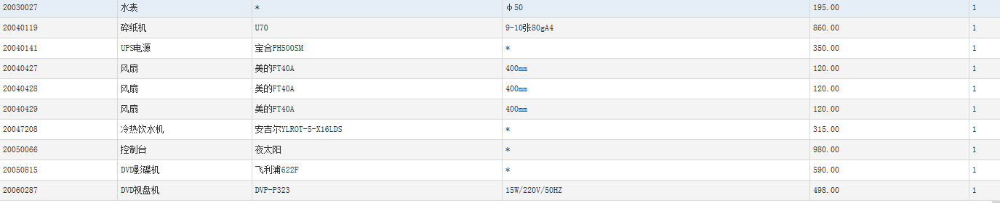 20030027 水表 * φ50 195.00 1
20040119 碎纸机 U70 9-10张80gA4 860.00 1
20040141 UPS电源 宝合PH500SM * 350.00 1
20040427 风扇 美的FT40A 400mm 120.00 1
20040428 风扇 美的FT40A 400mm 120.00 1
20040429 风扇 美的FT40A 400mm 120.00 1
20047208 冷热饮水机 安吉尔YLROT-5-X16LDS * 315.00 1
20050066 控制台 夜太阳 * 980.00 1
20050815 DVD影碟机 飞利浦622F * 590.00 1
20060287 DVD视盘机 DVP-P323 15W/220V/50HZ 498.00 1